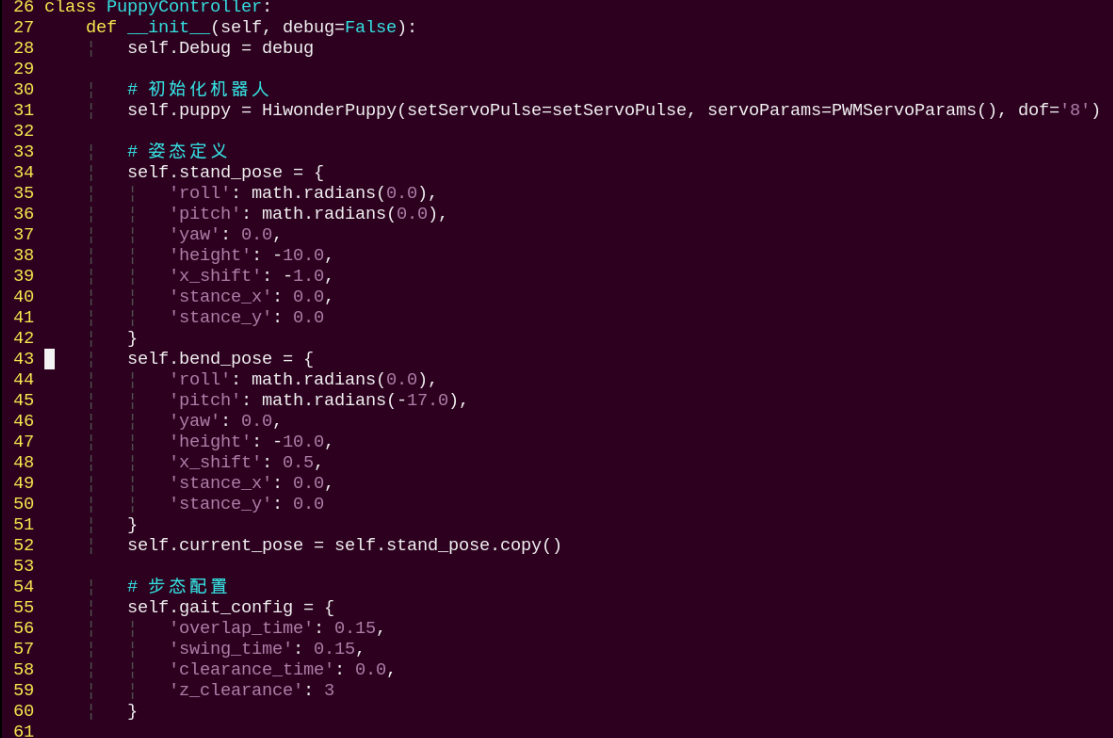 26 class PuppyController:
27     def __init__(self, debug=False):
28         self.Debug = debug
29
30         # 初始化机器人
31         self.puppy = HiwonderPuppy(setServoPulse=setServoPulse, servoParams=PWMServoParams(), dof='8')
32
33         # 姿态定义
34         self.stand_pose = {
35             'roll': math.radians(0.0),
36             'pitch': math.radians(0.0),
37             'yaw': 0.0,
38             'height': -10.0,
39             'x_shift': -1.0,
40             'stance_x': 0.0,
41             'stance_y': 0.0
42         }
43         self.bend_pose = {
44             'roll': math.radians(0.0),
45             'pitch': math.radians(-17.0),
46             'yaw': 0.0,
47             'height': -10.0,
48             'x_shift': 0.5,
49             'stance_x': 0.0,
50             'stance_y': 0.0
51         }
52         self.current_pose = self.stand_pose.copy()
53
54         # 步态配置
55         self.gait_config = {
56             'overlap_time': 0.15,
57             'swing_time': 0.15,
58             'clearance_time': 0.0,
59             'z_clearance': 3
60         }
61